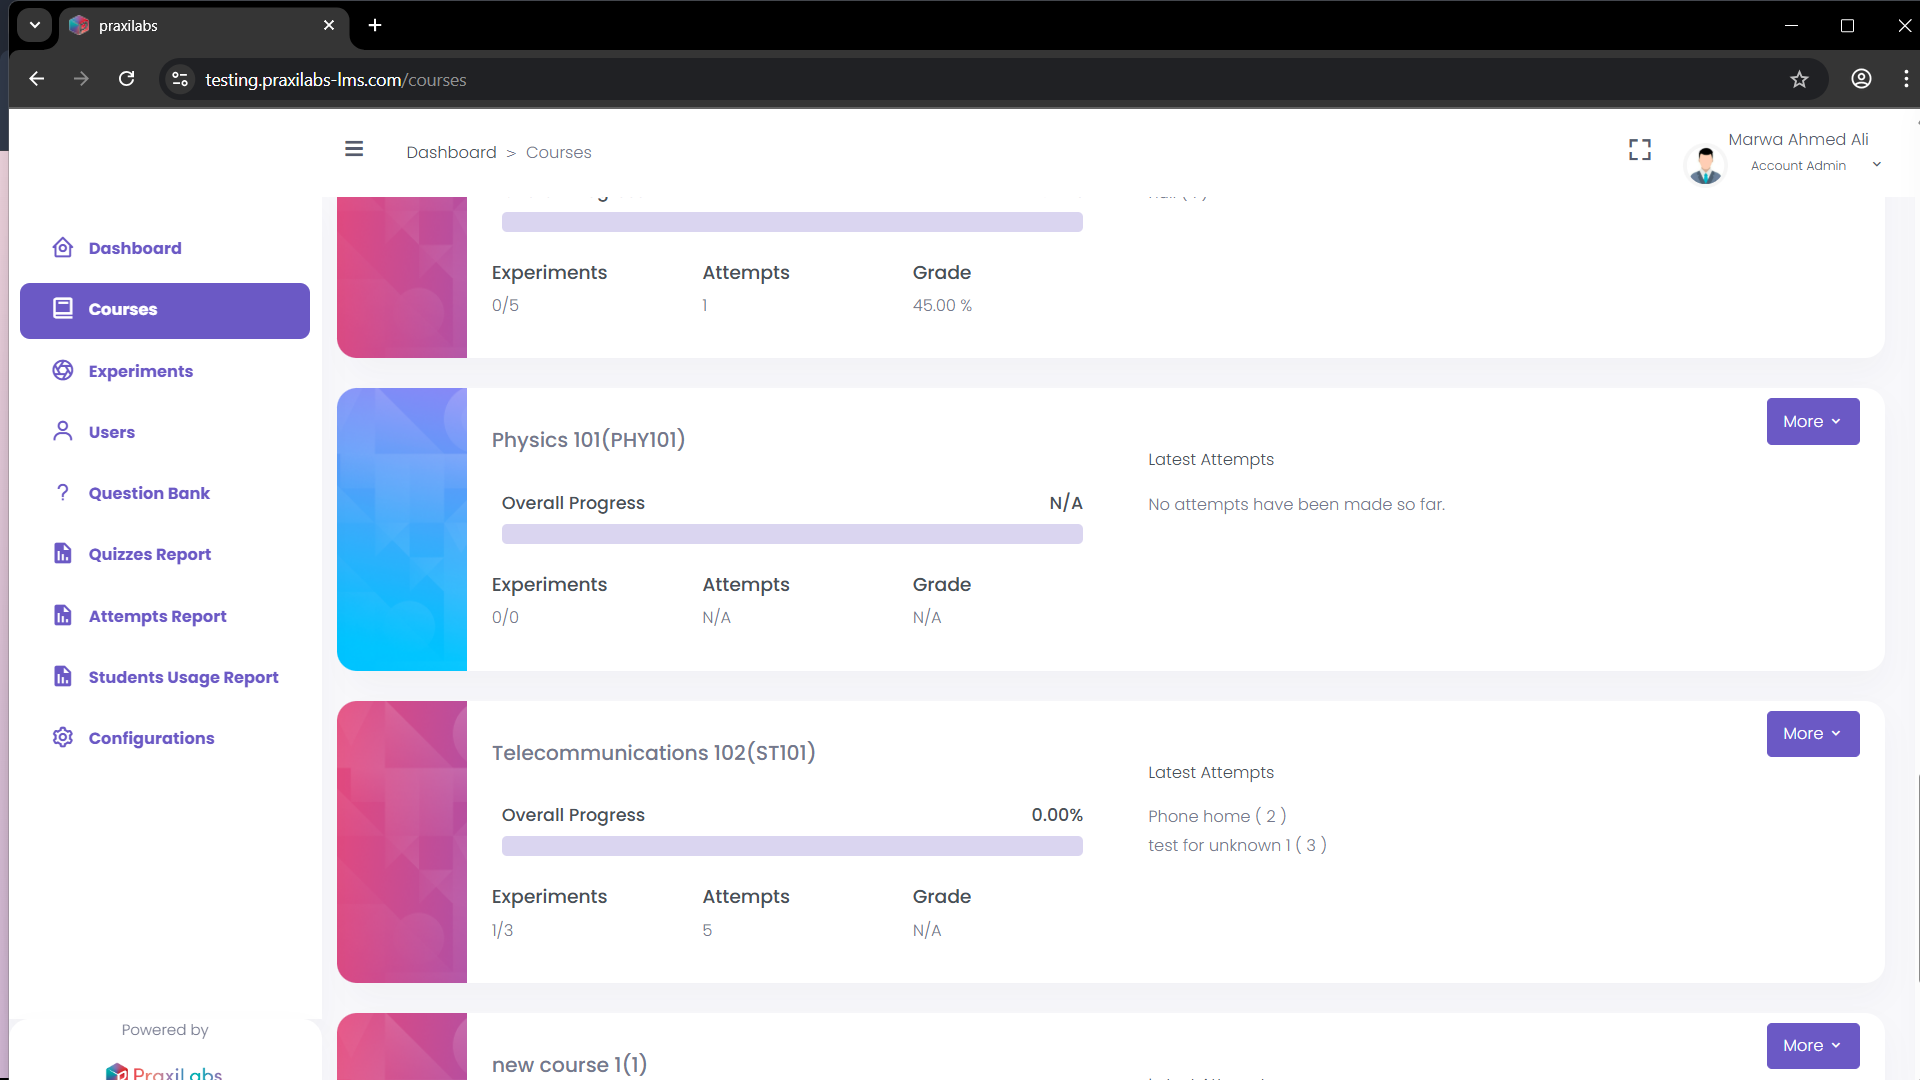 praxilabs
testing.praxilabs-lms.com/courses
Dashboard > Courses
Marwa Ahmed Ali
Account Admin
Dashboard
Courses
Experiments
Users
? Question Bank
Quizzes Report
Attempts Report
Students Usage Report
Configurations
Powered by
PraxiLabs
Experiments Attempts Grade
0/5 1 45.00 %
Physics 101(PHY101)
More
Latest Attempts
Overall Progress N/A
No attempts have been made so far.
Experiments Attempts Grade
0/0 N/A N/A
Telecommunications 102(ST101)
More
Latest Attempts
Overall Progress 0.00%
Phone home ( 2 )
test for unknown 1 ( 3 )
Experiments Attempts Grade
1/3 5 N/A
new course 1(1)
More